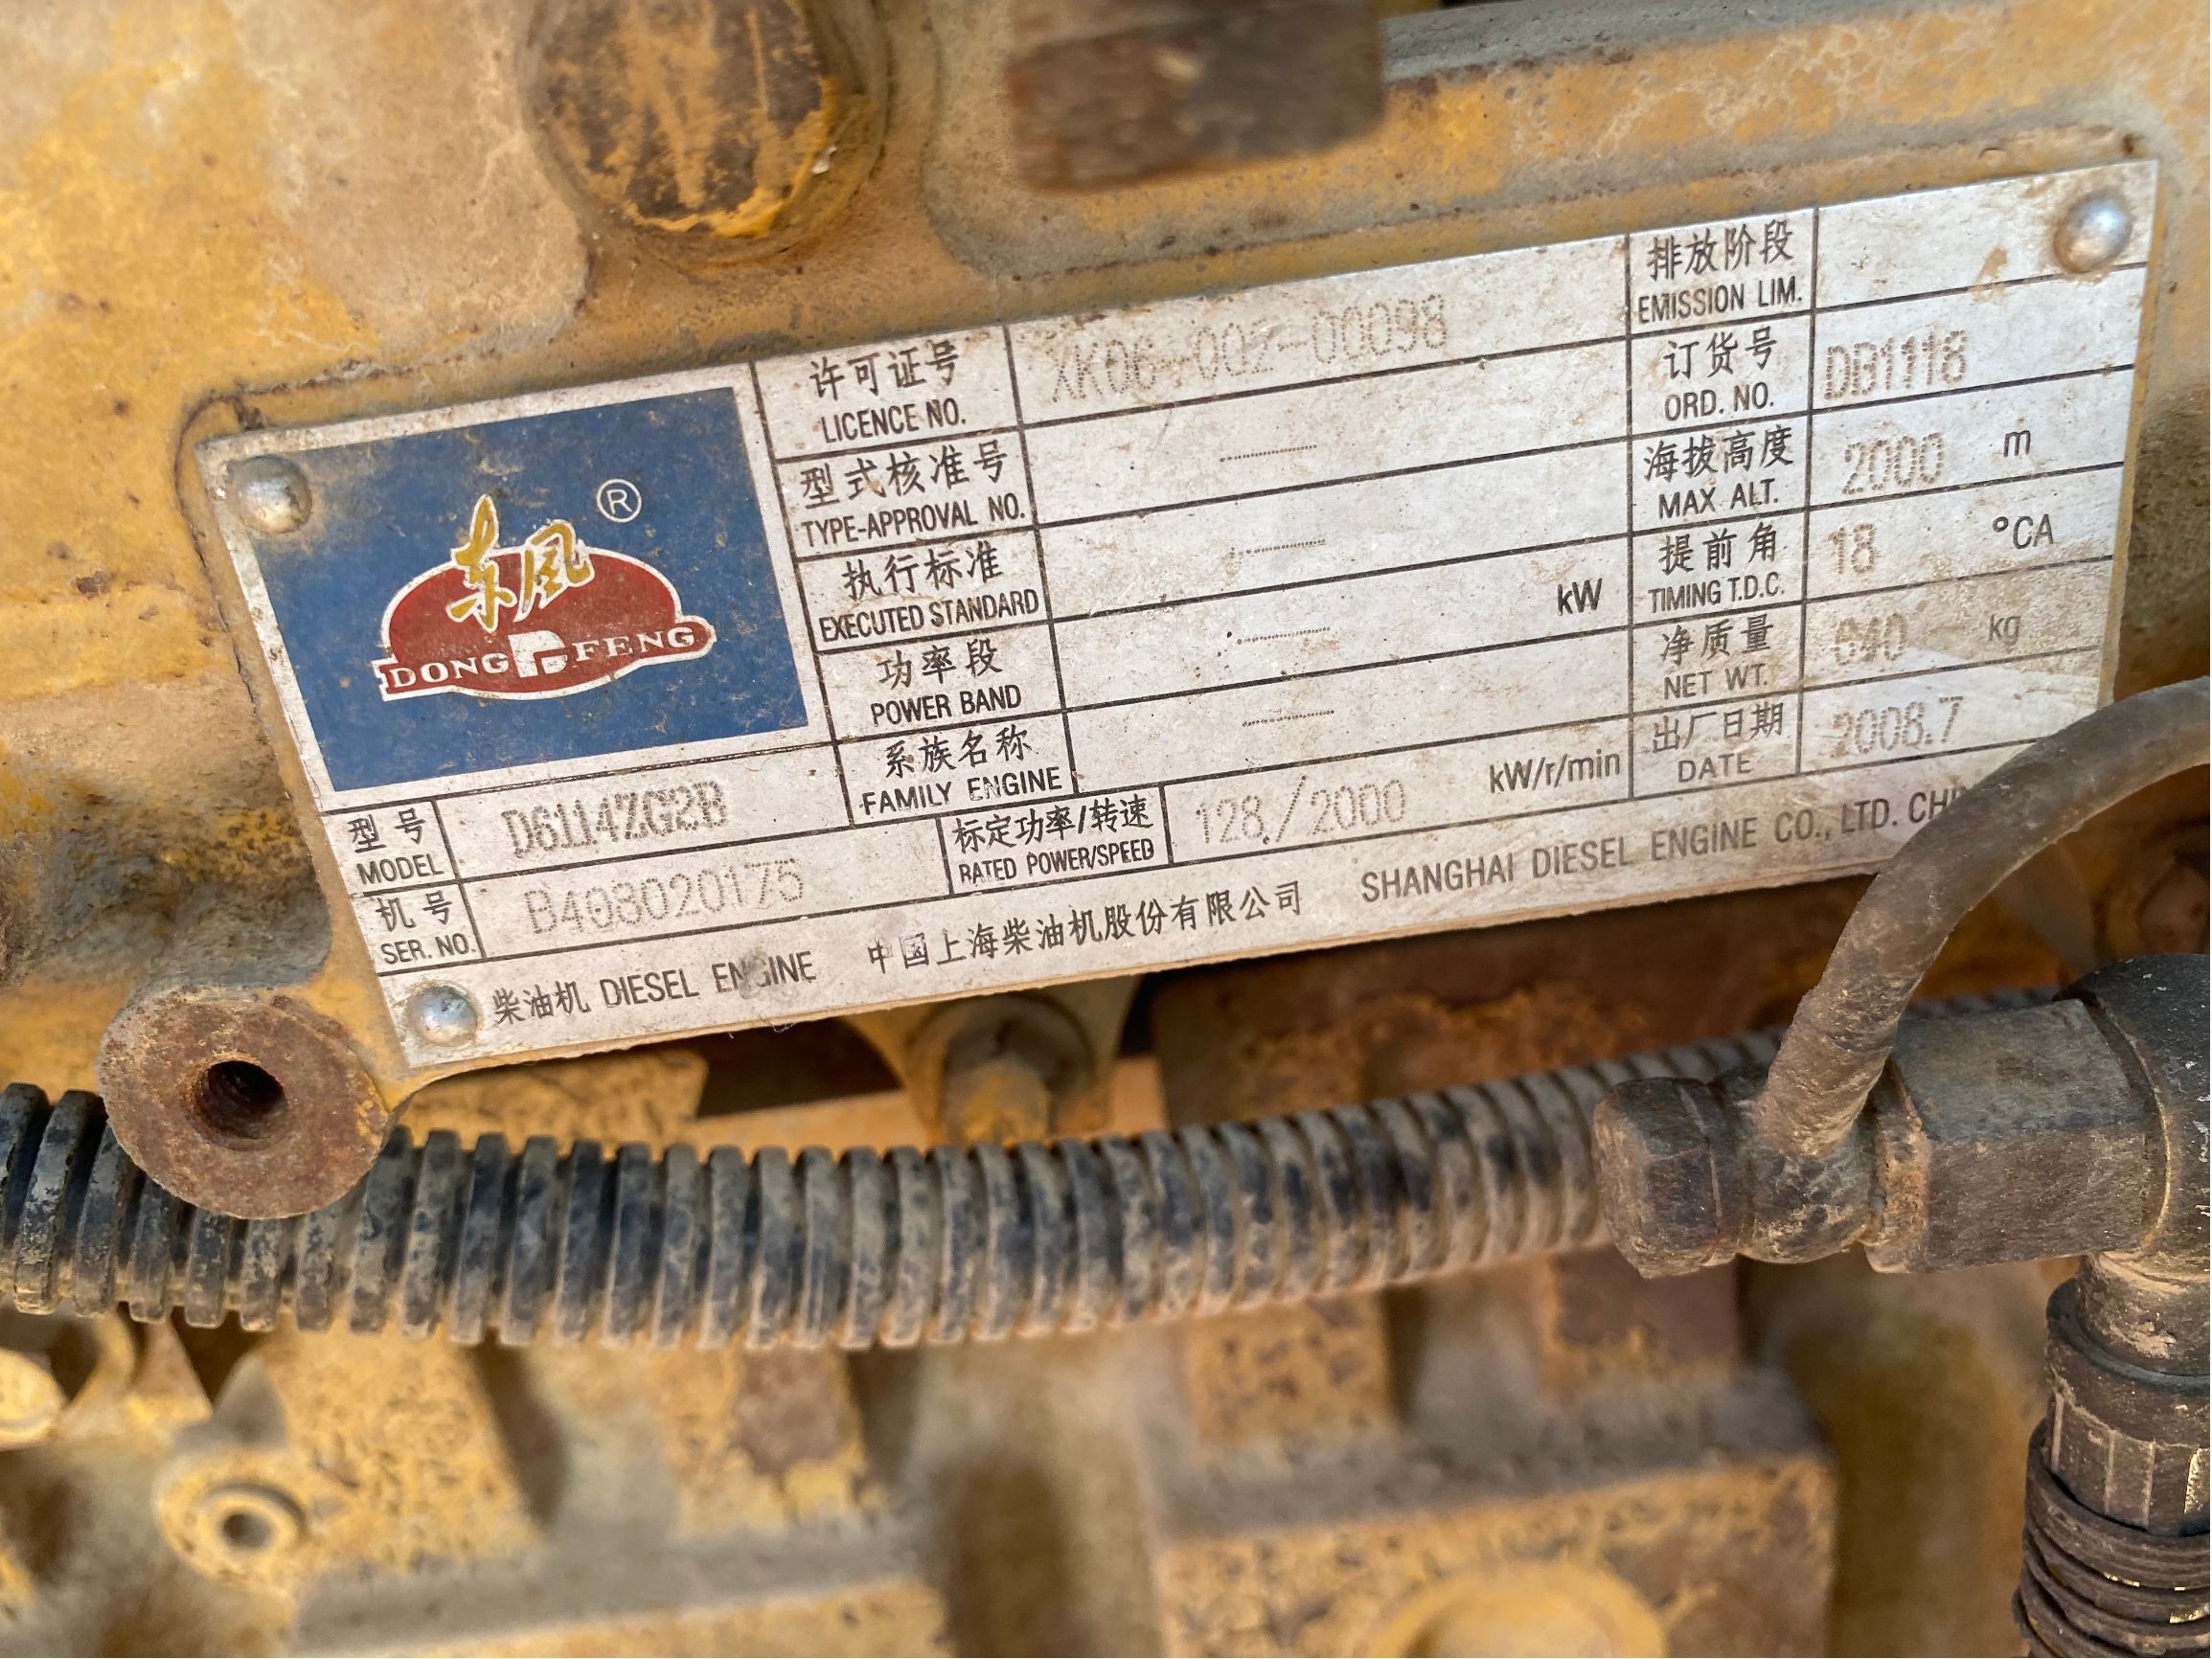 东风 ®
DONG FENG
许可证号 XK06-002-00098
LICENCE NO.
型式核准号
TYPE-APPROVAL NO.
执行标准
EXECUTED STANDARD
功率段 kW
POWER BAND
系族名称
FAMILY ENGINE
排放阶段
EMISSION LIM.
订货号 DB1118
ORD. NO.
海拔高度 2000 m
MAX ALT.
提前角 18 °CA
TIMING T.D.C.
净质量 640 kg
NET WT.
出厂日期 2008.7
DATE
型号 D6114ZG2B
MODEL
机号 B408020175
SER. NO.
标定功率/转速 128/2000 kW/r/min
RATED POWER/SPEED
柴油机 DIESEL ENGINE 中国上海柴油机股份有限公司 SHANGHAI DIESEL ENGINE CO., LTD.